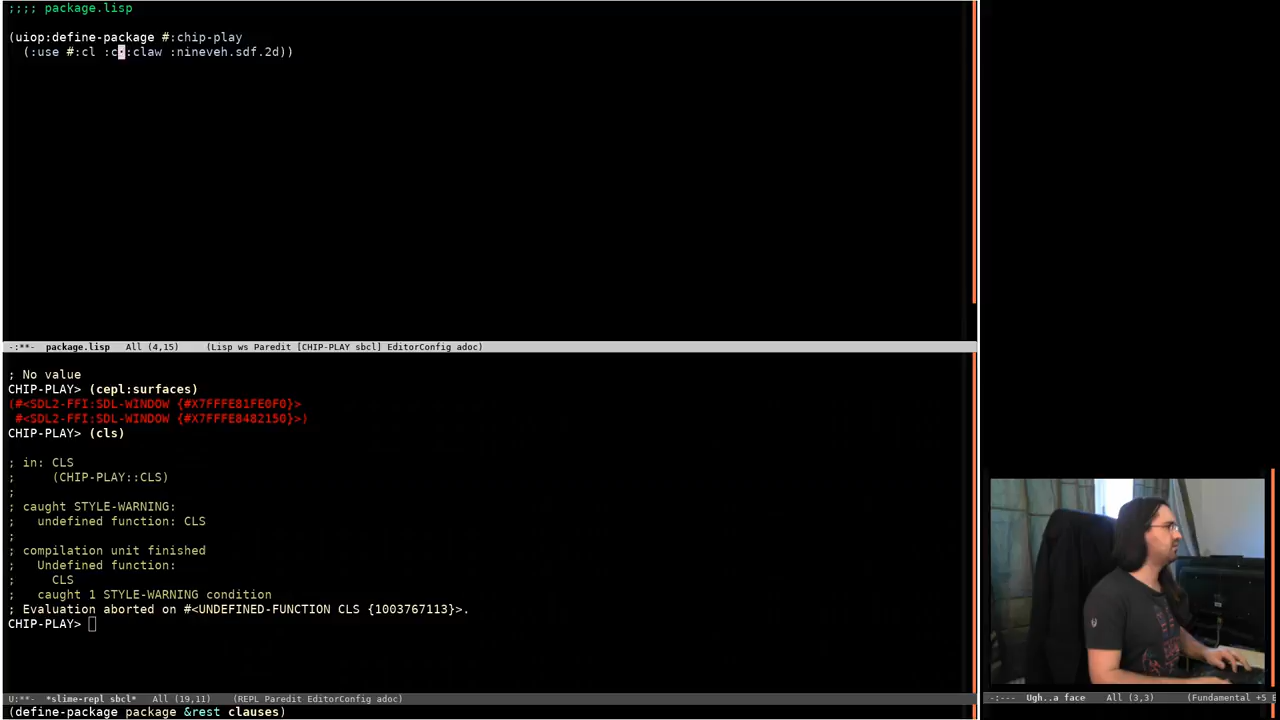 ;;;; package.lisp
(uiop:define-package #:chip-play
(:use #:cl :c :claw :nineveh.sdf.2d))
-:**- package.lisp All (4,15) (Lisp ws Paredit [CHIP-PLAY sbcl] EditorConfig adoc)
; No value
CHIP-PLAY> (cepl:surfaces)
(#<SDL2-FFI:SDL-WINDOW {#X7FFFE81FE0F0}>
#<SDL2-FFI:SDL-WINDOW {#X7FFFE8482150}>)
CHIP-PLAY> (cls)
; in: CLS
; (CHIP-PLAY::CLS)
;
; caught STYLE-WARNING:
; undefined function: CLS
;
; compilation unit finished
; Undefined function:
; CLS
; caught 1 STYLE-WARNING condition
; Evaluation aborted on #<UNDEFINED-FUNCTION CLS {1003767113}>.
CHIP-PLAY>
U:**- *slime-repl sbcl* All (19,11) (REPL Paredit EditorConfig adoc)
(define-package package &rest clauses)
-:--- Ugh..a face All (3,3) (Fundamental +5 E